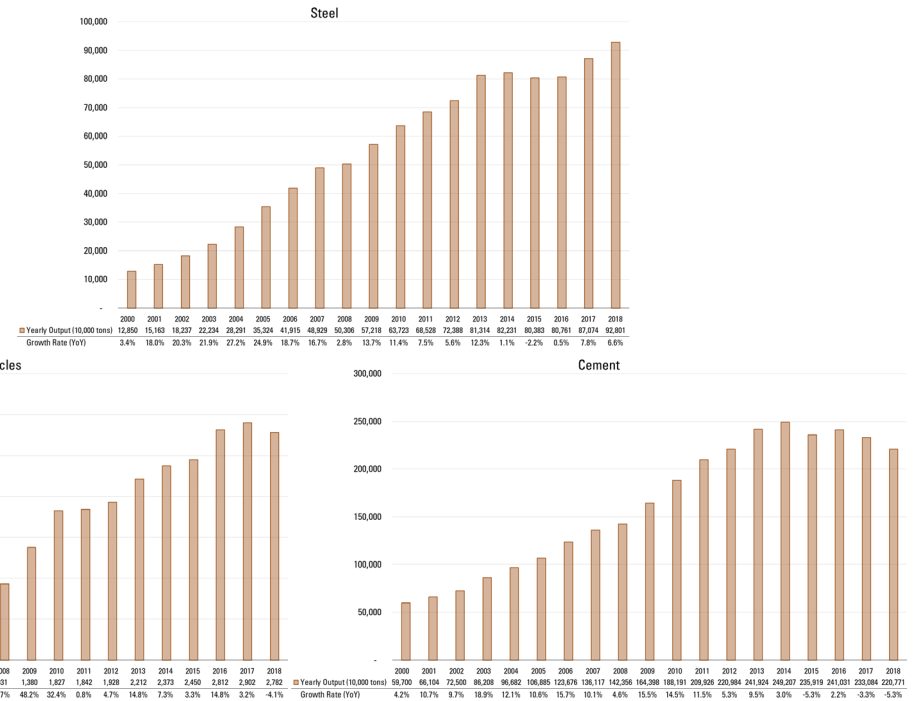 Steel
100,000
90,000
80,000
70,000
60,000
50,000
40,000
30,000
20,000
10,000
-
2000 2001 2002 2003 2004 2005 2006 2007 2008 2009 2010 2011 2012 2013 2014 2015 2016 2017 2018
Yearly Output (10,000 tons) 12,850 15,163 18,237 22,234 28,291 35,324 41,915 48,929 50,306 57,218 63,723 68,528 72,388 81,314 82,231 80,383 80,761 87,074 92,801
Growth Rate (YoY) 3.4% 18.0% 20.3% 21.9% 27.2% 24.9% 18.7% 16.7% 2.8% 13.7% 11.4% 7.5% 5.6% 12.3% 1.1% -2.2% 0.5% 7.8% 6.6%
cles
08 2009 2010 2011 2012 2013 2014 2015 2016 2017 2018
31 1,380 1,827 1,842 1,928 2,212 2,373 2,450 2,812 2,902 2,782
7% 48.2% 32.4% 0.8% 4.7% 14.8% 7.3% 3.3% 14.8% 3.2% -4.1%
Cement
300,000
250,000
200,000
150,000
100,000
50,000
-
2000 2001 2002 2003 2004 2005 2006 2007 2008 2009 2010 2011 2012 2013 2014 2015 2016 2017 2018
Yearly Output (10,000 tons) 59,700 66,104 72,500 86,208 96,682 106,885 123,676 136,117 142,356 164,398 188,191 209,926 220,984 241,924 249,207 235,919 241,031 233,084 220,771
Growth Rate (YoY) 4.2% 10.7% 9.7% 18.9% 12.1% 10.6% 15.7% 10.1% 4.6% 15.5% 14.5% 11.5% 5.3% 9.5% 3.0% -5.3% 2.2% -3.3% -5.3%